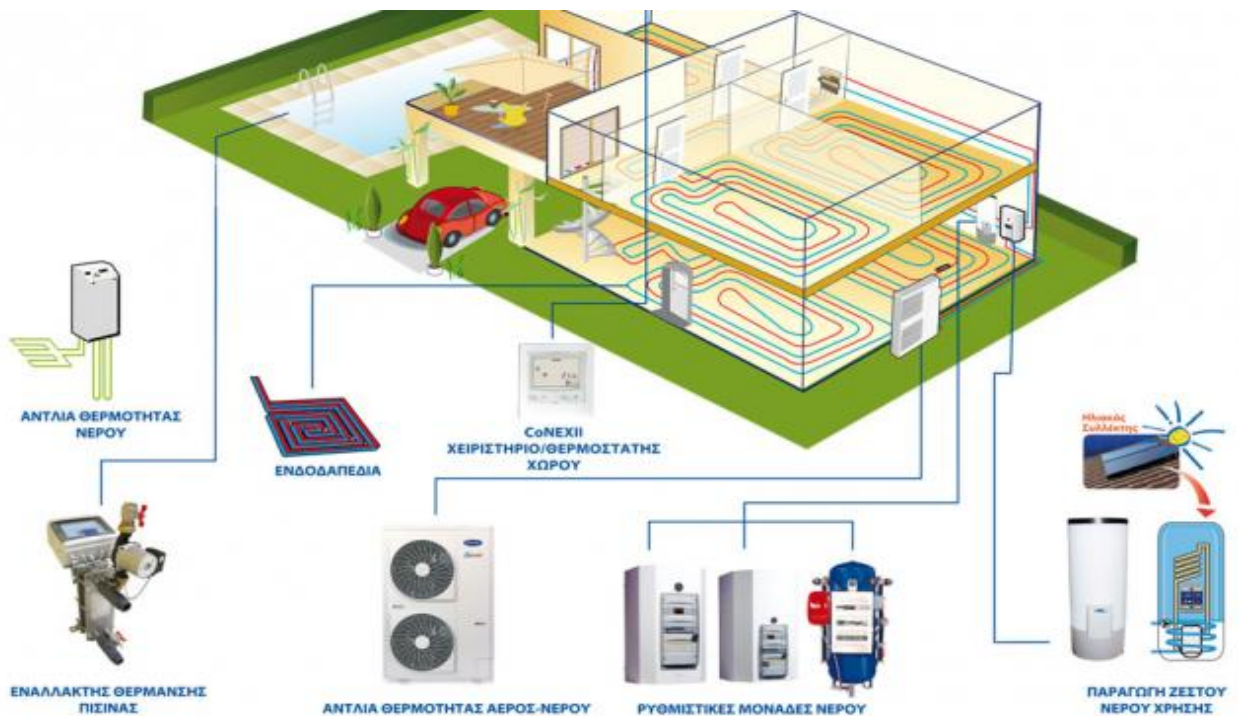 ΑΝΤΛΙΑ ΘΕΡΜΟΤΗΤΑΣ
ΝΕΡΟΥ
ΕΝΔΟΔΑΠΕΔΙΑ
CoNEXII
ΧΕΙΡΙΣΤΗΡΙΟ/ΘΕΡΜΟΣΤΑΤΗΣ
ΧΩΡΟΥ
Ηλιακός
Συλλέκτης
ΕΝΑΛΛΑΚΤΗΣ ΘΕΡΜΑΝΣΗΣ
ΠΙΣΙΝΑΣ
ΑΝΤΛΙΑ ΘΕΡΜΟΤΗΤΑΣ ΑΕΡΟΣ-ΝΕΡΟΥ
ΡΥΘΜΙΣΤΙΚΕΣ ΜΟΝΑΔΕΣ ΝΕΡΟΥ
ΠΑΡΑΓΩΓΗ ΖΕΣΤΟΥ
ΝΕΡΟΥ ΧΡΗΣΗΣ